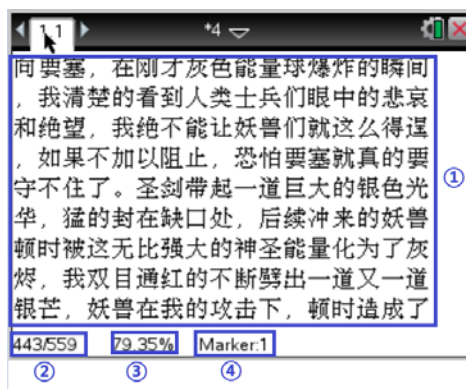 1.1 *4
向要塞，在刚才灰色能量球爆炸的瞬间
，我清楚的看到人类士兵们眼中的悲哀
和绝望，我绝不能让妖兽们就这么得逞
，如果不加以阻止，恐怕要塞就真的要
守不住了。圣剑带起一道巨大的银色光
华，猛的封在缺口处，后续冲来的妖兽
顿时被这无比强大的神圣能量化为了灰
烬，我双目通红的不断劈出一道又一道
银芒，妖兽在我的攻击下，顿时造成了
①
443/559 79.35% Marker:1
② ③ ④